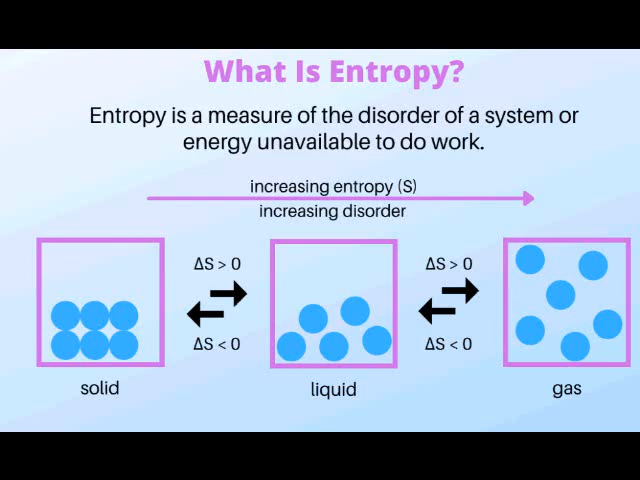 What Is Entropy?
Entropy is a measure of the disorder of a system or
energy unavailable to do work.
increasing entropy (S)
increasing disorder
ΔS > 0
ΔS > 0
ΔS < 0
ΔS < 0
solid
liquid
gas